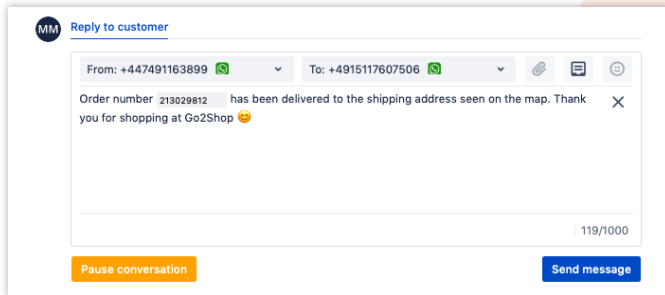 MM Reply to customer
From: +447491163899 To: +4915117607506
Order number 213029812 has been delivered to the shipping address seen on the map. Thank
you for shopping at Go2Shop 😊
119/1000
Pause conversation Send message